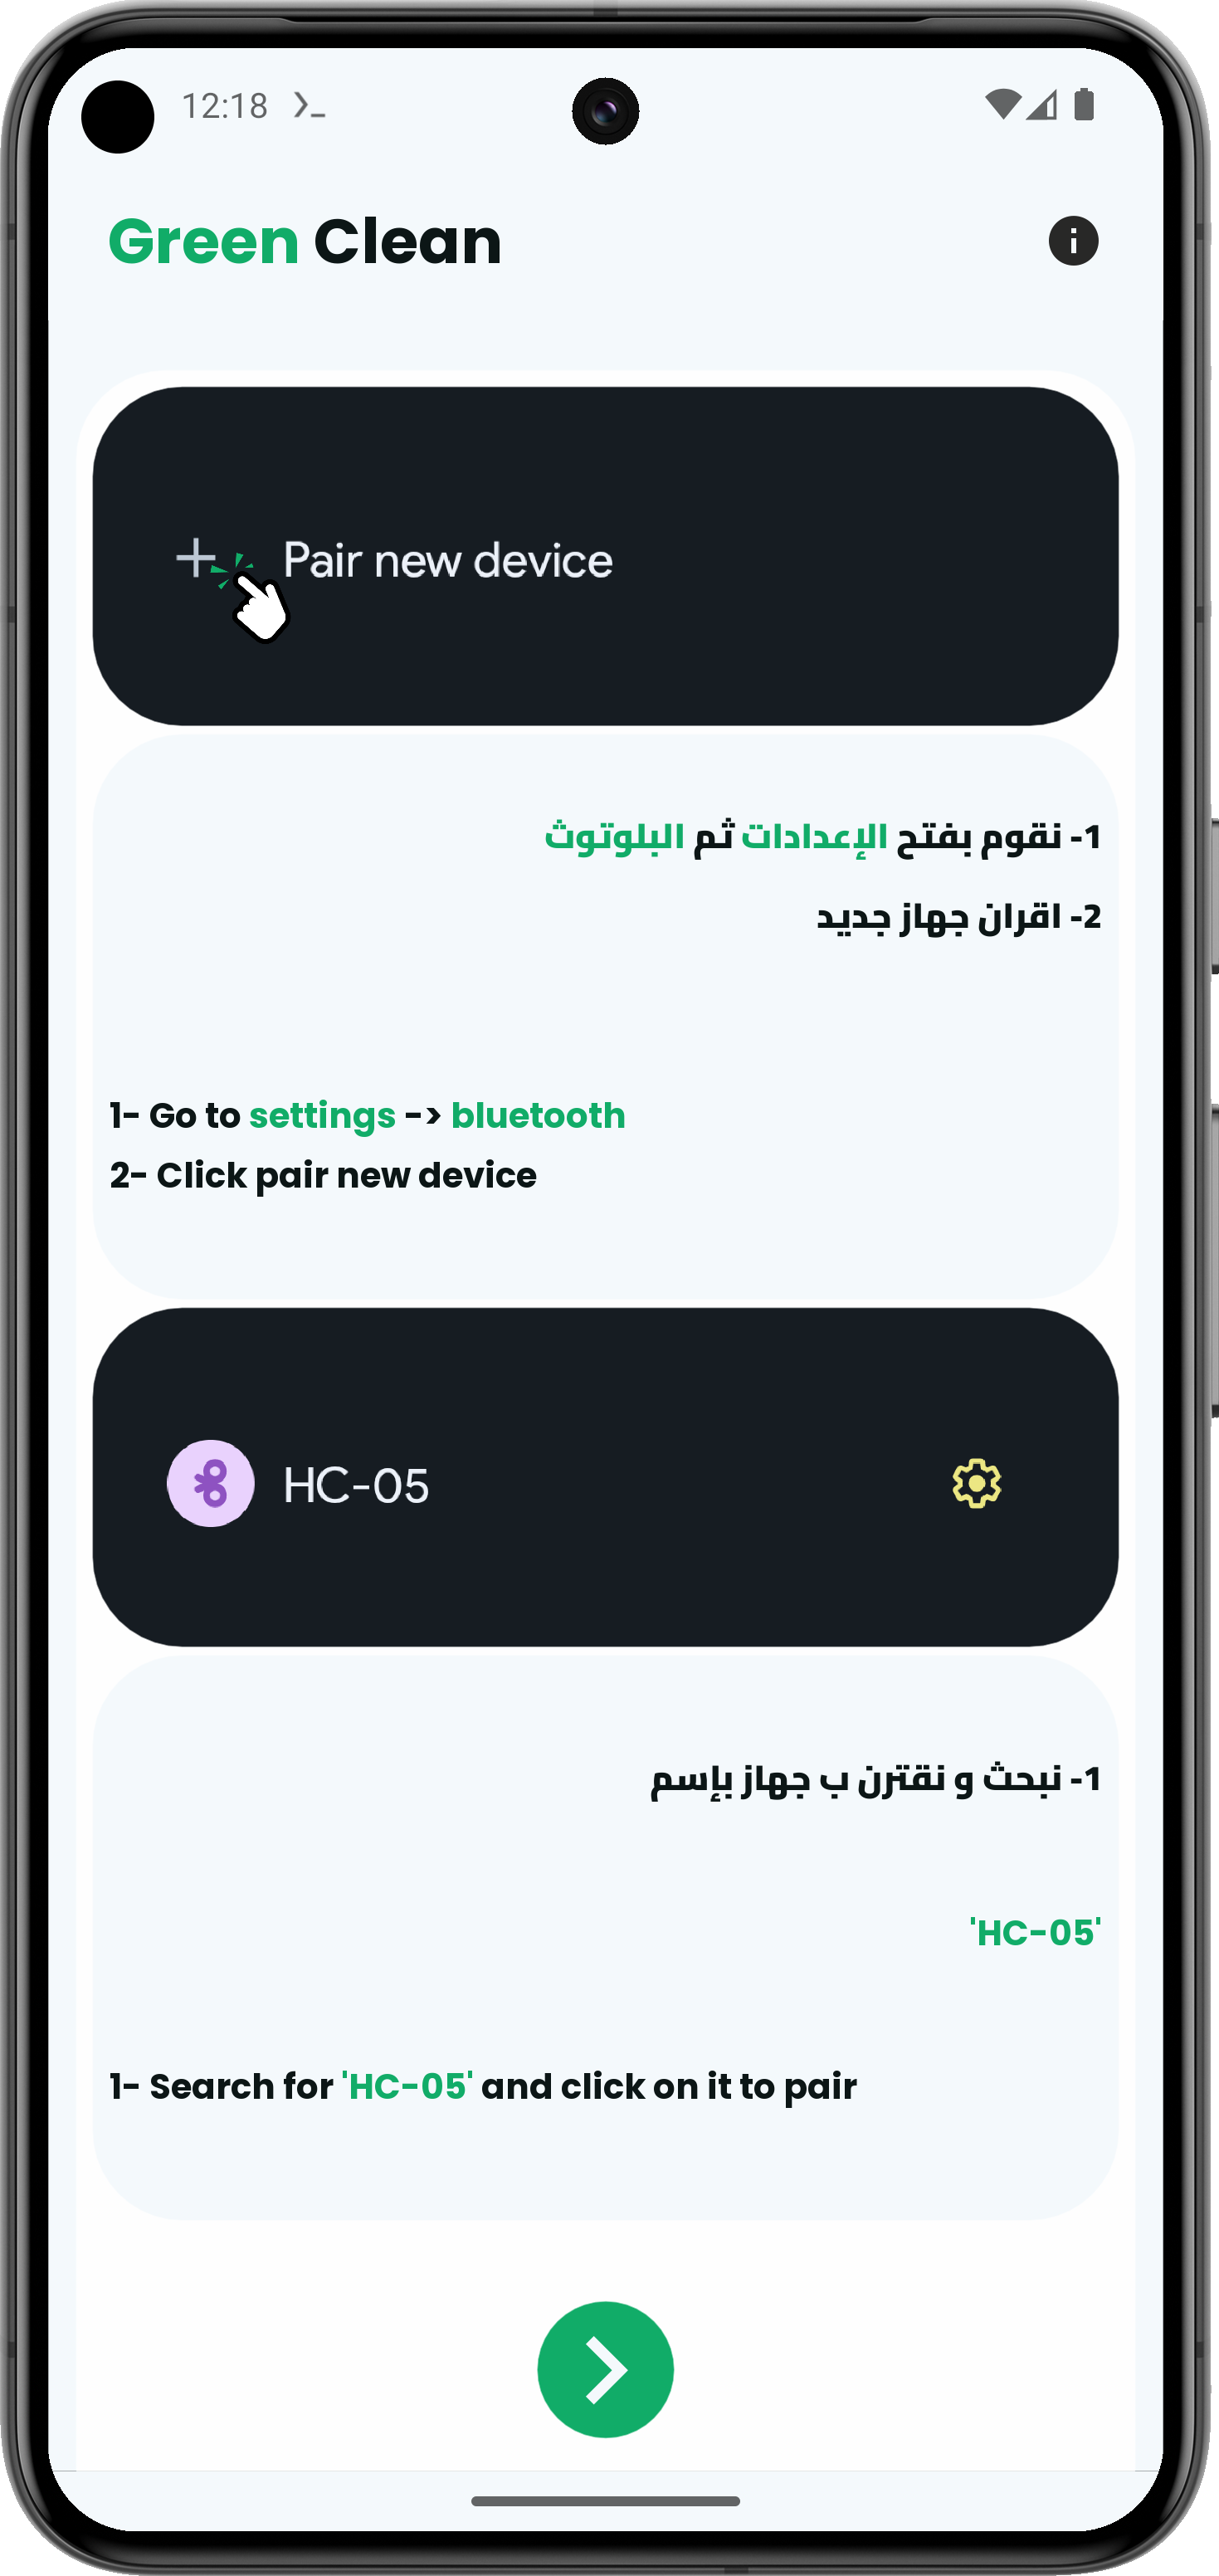 12:18
Green Clean
Pair new device
1- نقوم بفتح الإعدادات ثم البلوتوث
2- اقران جهاز جديد
1- Go to settings -> bluetooth
2- Click pair new device
HC-05
1- نبحث و نقترن ب جهاز بإسم
'HC-05'
1- Search for 'HC-05' and click on it to pair